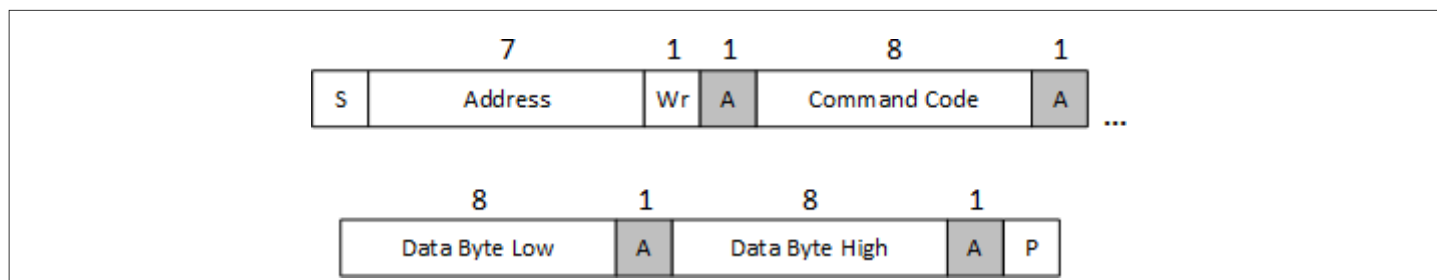 7 1 1 8 1
S Address Wr A Command Code A ...
8 1 8 1
Data Byte Low A Data Byte High A P